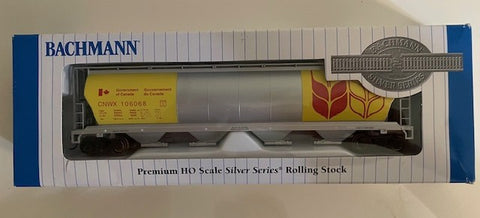 BACHMANN
BACHMANN
SILVER SERIES
Government
of Canada
Gouvernement
du Canada
CNWX 106068
Premium HO Scale Silver Series® Rolling Stock